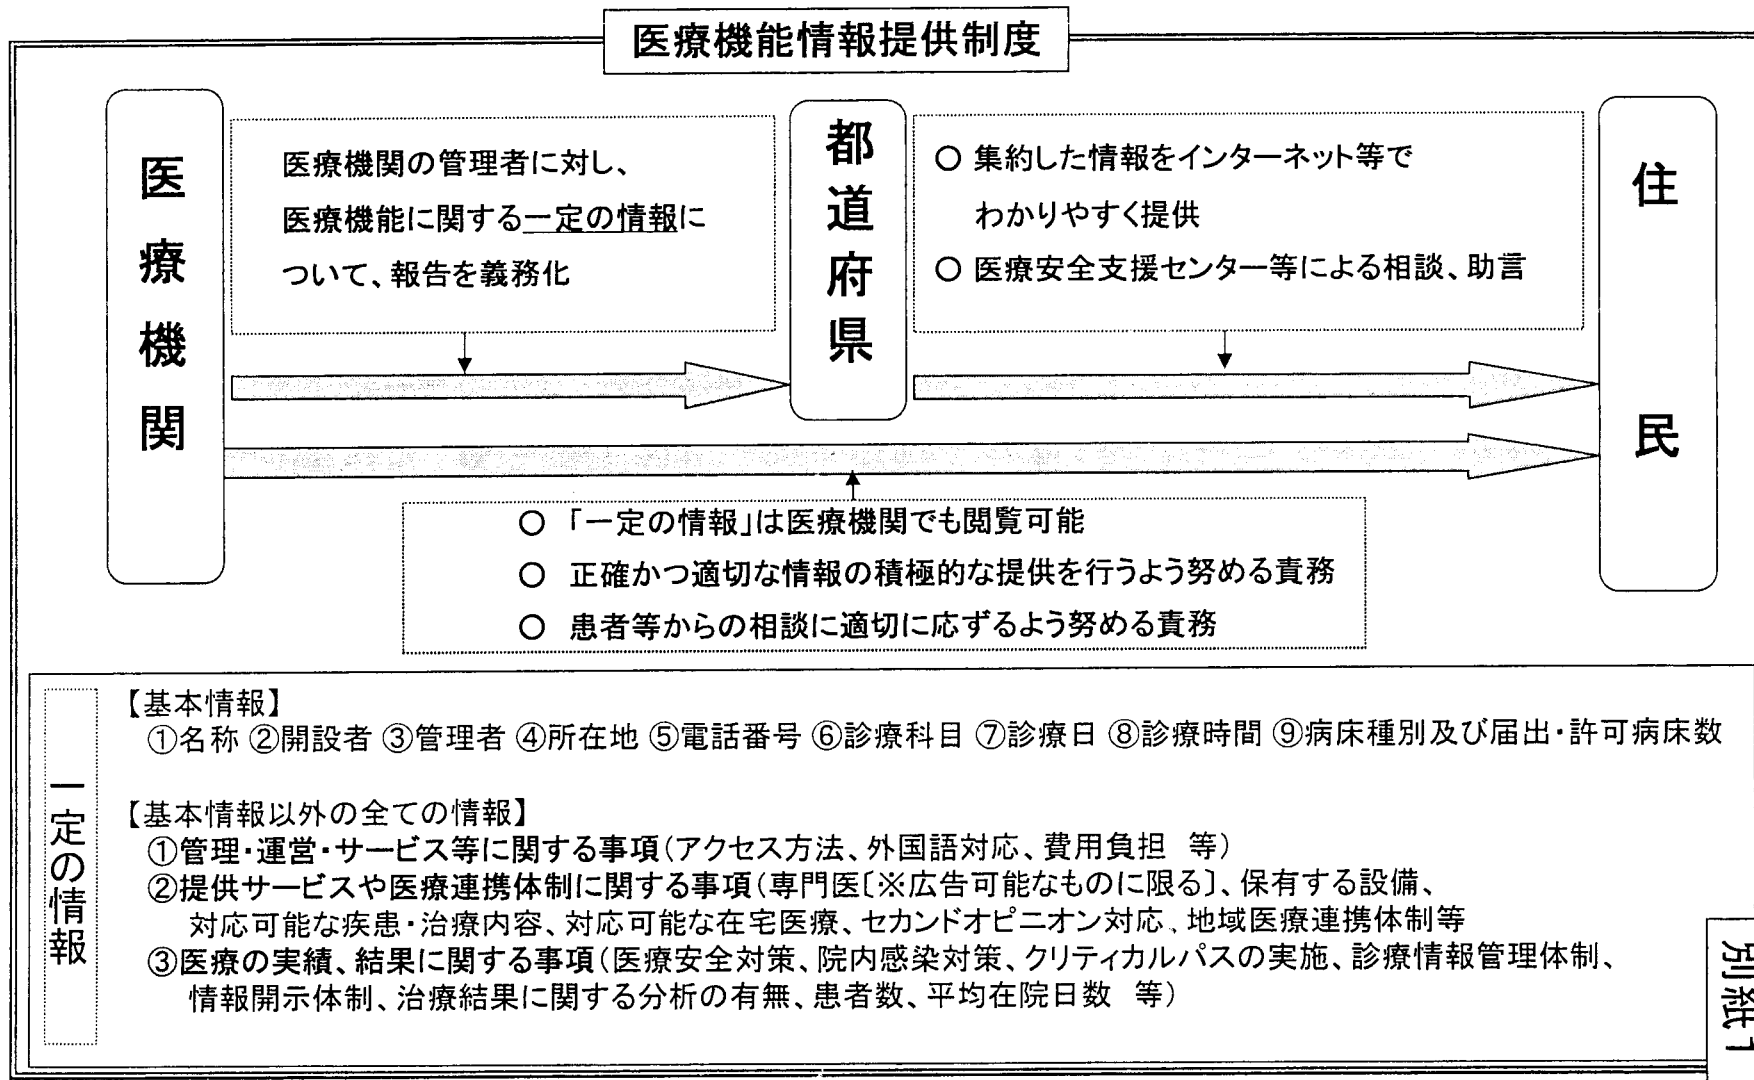 医療機能情報提供制度
医療機関
医療機関の管理者に対し、
医療機能に関する一定の情報に
ついて、報告を義務化
都道府県
○ 集約した情報をインターネット等で
わかりやすく提供
○ 医療安全支援センター等による相談、助言
住民
○ 「一定の情報」は医療機関でも閲覧可能
○ 正確かつ適切な情報の積極的な提供を行うよう努める責務
○ 患者等からの相談に適切に応ずるよう努める責務
一定の情報
【基本情報】
①名称 ②開設者 ③管理者 ④所在地 ⑤電話番号 ⑥診療科目 ⑦診療日 ⑧診療時間 ⑨病床種別及び届出・許可病床数
【基本情報以外の全ての情報】
①管理・運営・サービス等に関する事項(アクセス方法、外国語対応、費用負担 等)
②提供サービスや医療連携体制に関する事項(専門医〔※広告可能なものに限る〕、保有する設備、
対応可能な疾患・治療内容、対応可能な在宅医療、セカンドオピニオン対応、地域医療連携体制等
③医療の実績、結果に関する事項(医療安全対策、院内感染対策、クリティカルパスの実施、診療情報管理体制、
情報開示体制、治療結果に関する分析の有無、患者数、平均在院日数 等)
別紙1